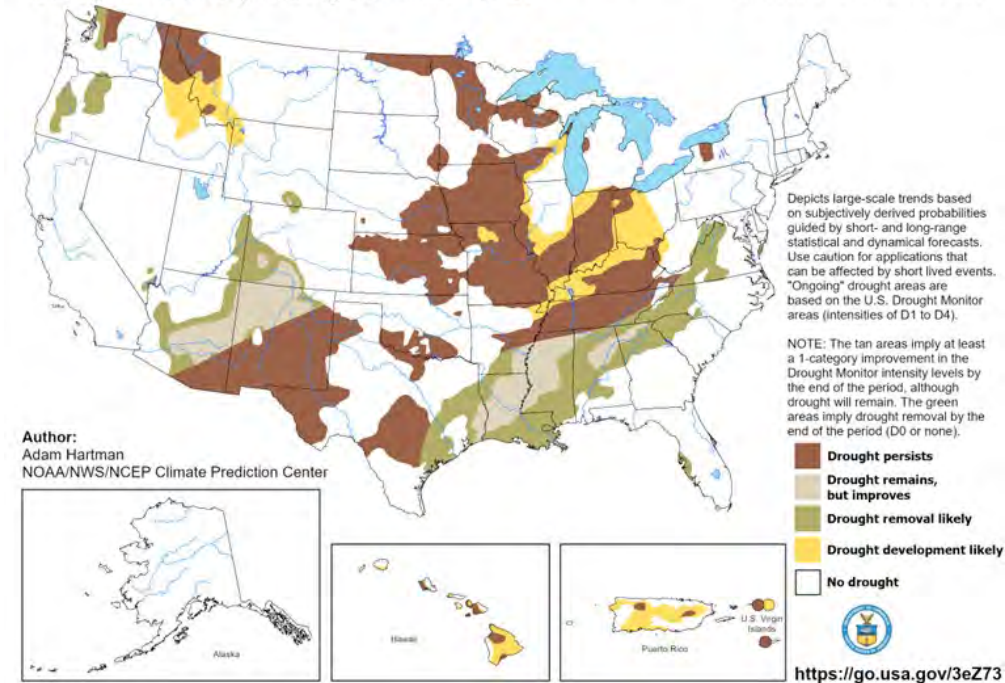 Depicts large-scale trends based
on subjectively derived probabilities
guided by short- and long-range
statistical and dynamical forecasts.
Use caution for applications that
can be affected by short lived events.
"Ongoing" drought areas are
based on the U.S. Drought Monitor
areas (intensities of D1 to D4).
NOTE: The tan areas imply at least
a 1-category improvement in the
Drought Monitor intensity levels by
the end of the period, although
drought will remain. The green
areas imply drought removal by the
end of the period (D0 or none).
Author:
Adam Hartman
NOAA/NWS/NCEP Climate Prediction Center
Drought persists
Drought remains,
but improves
Drought removal likely
Drought development likely
No drought
Alaska
Hawaii
Puerto Rico
U.S. Virgin
Islands
https://go.usa.gov/3eZ73